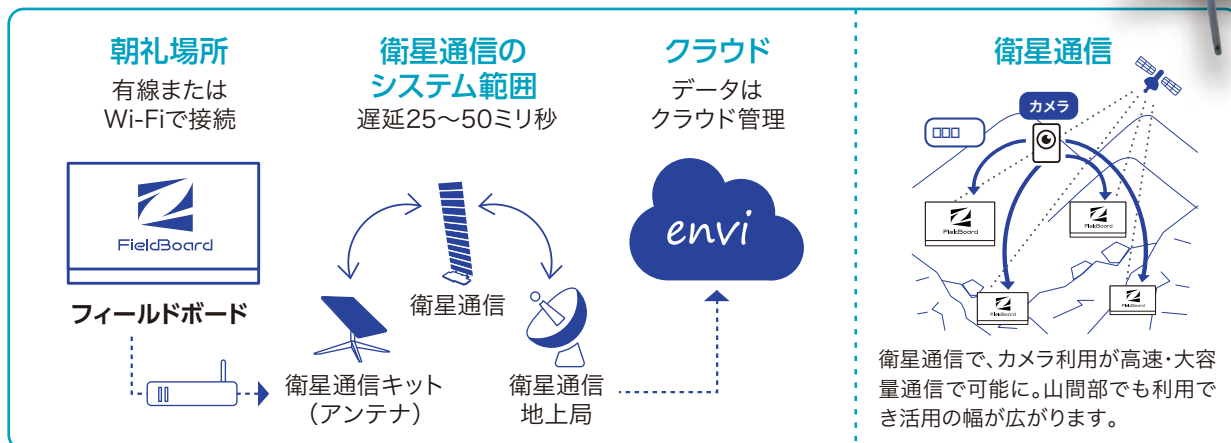 朝礼場所
有線または
Wi-Fiで接続
FieldBoard
フィールドボード
衛星通信の
システム範囲
遅延25〜50ミリ秒
衛星通信
衛星通信キット
（アンテナ）
衛星通信
地上局
クラウド
データは
クラウド管理
envi
衛星通信
カメラ
□□□
FieldBoard
FieldBoard
FieldBoard
FieldBoard
衛星通信で、カメラ利用が高速・大容
量通信で可能に。山間部でも利用で
き活用の幅が広がります。